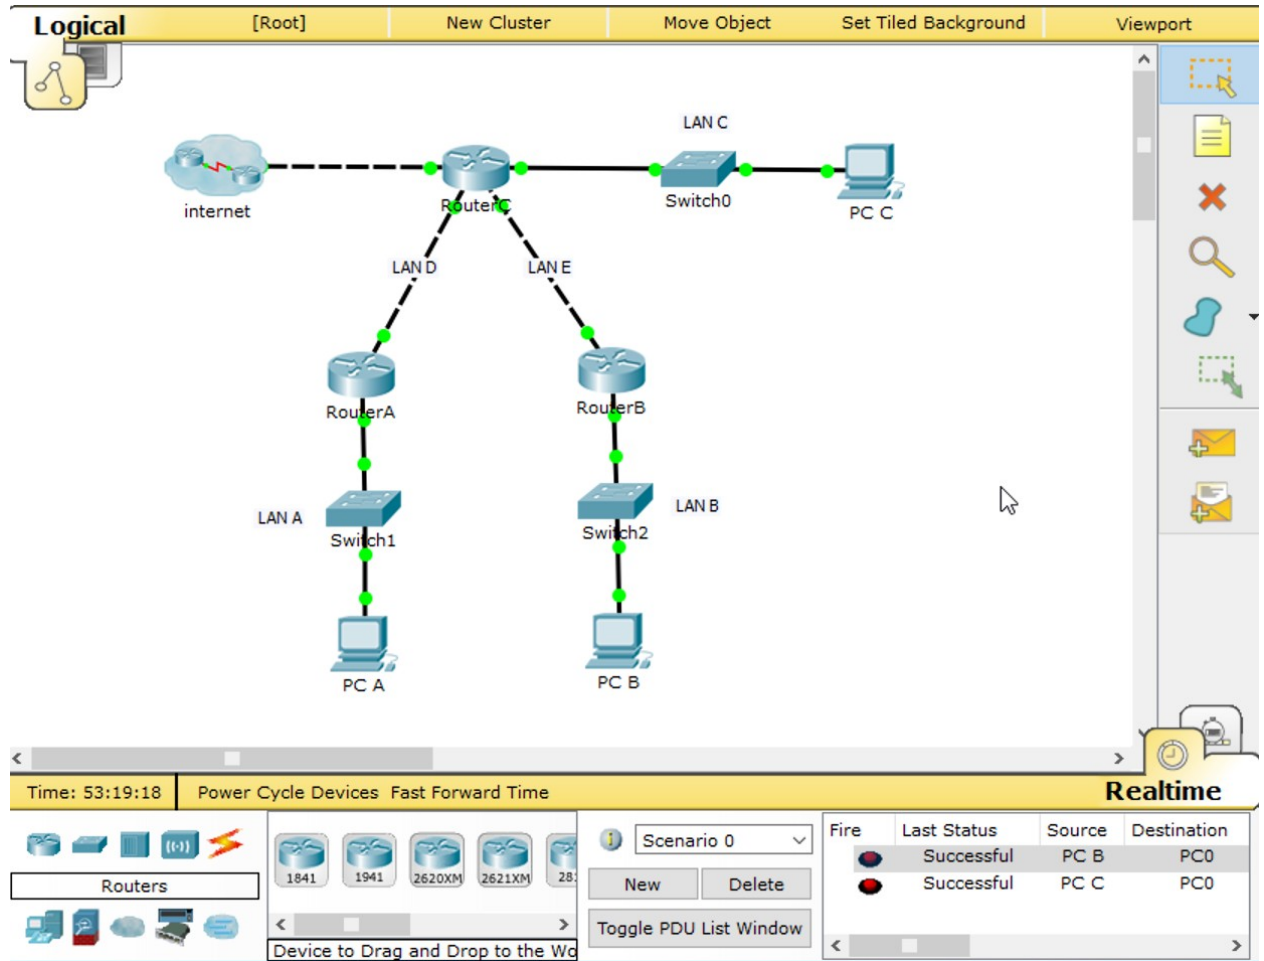 Logical [Root] New Cluster Move Object Set Tiled Background Viewport
LAN C
internet
RouterC
Switch0
PC C
LAN D
LAN E
RouterA
RouterB
LAN A
Switch1
LAN B
Switch2
PC A
PC B
Time: 53:19:18 Power Cycle Devices Fast Forward Time Realtime
Routers
1841 1941 2620XM 2621XM 28
Device to Drag and Drop to the Wo
Scenario 0
New Delete
Toggle PDU List Window
Fire Last Status Source Destination
Successful PC B PC0
Successful PC C PC0